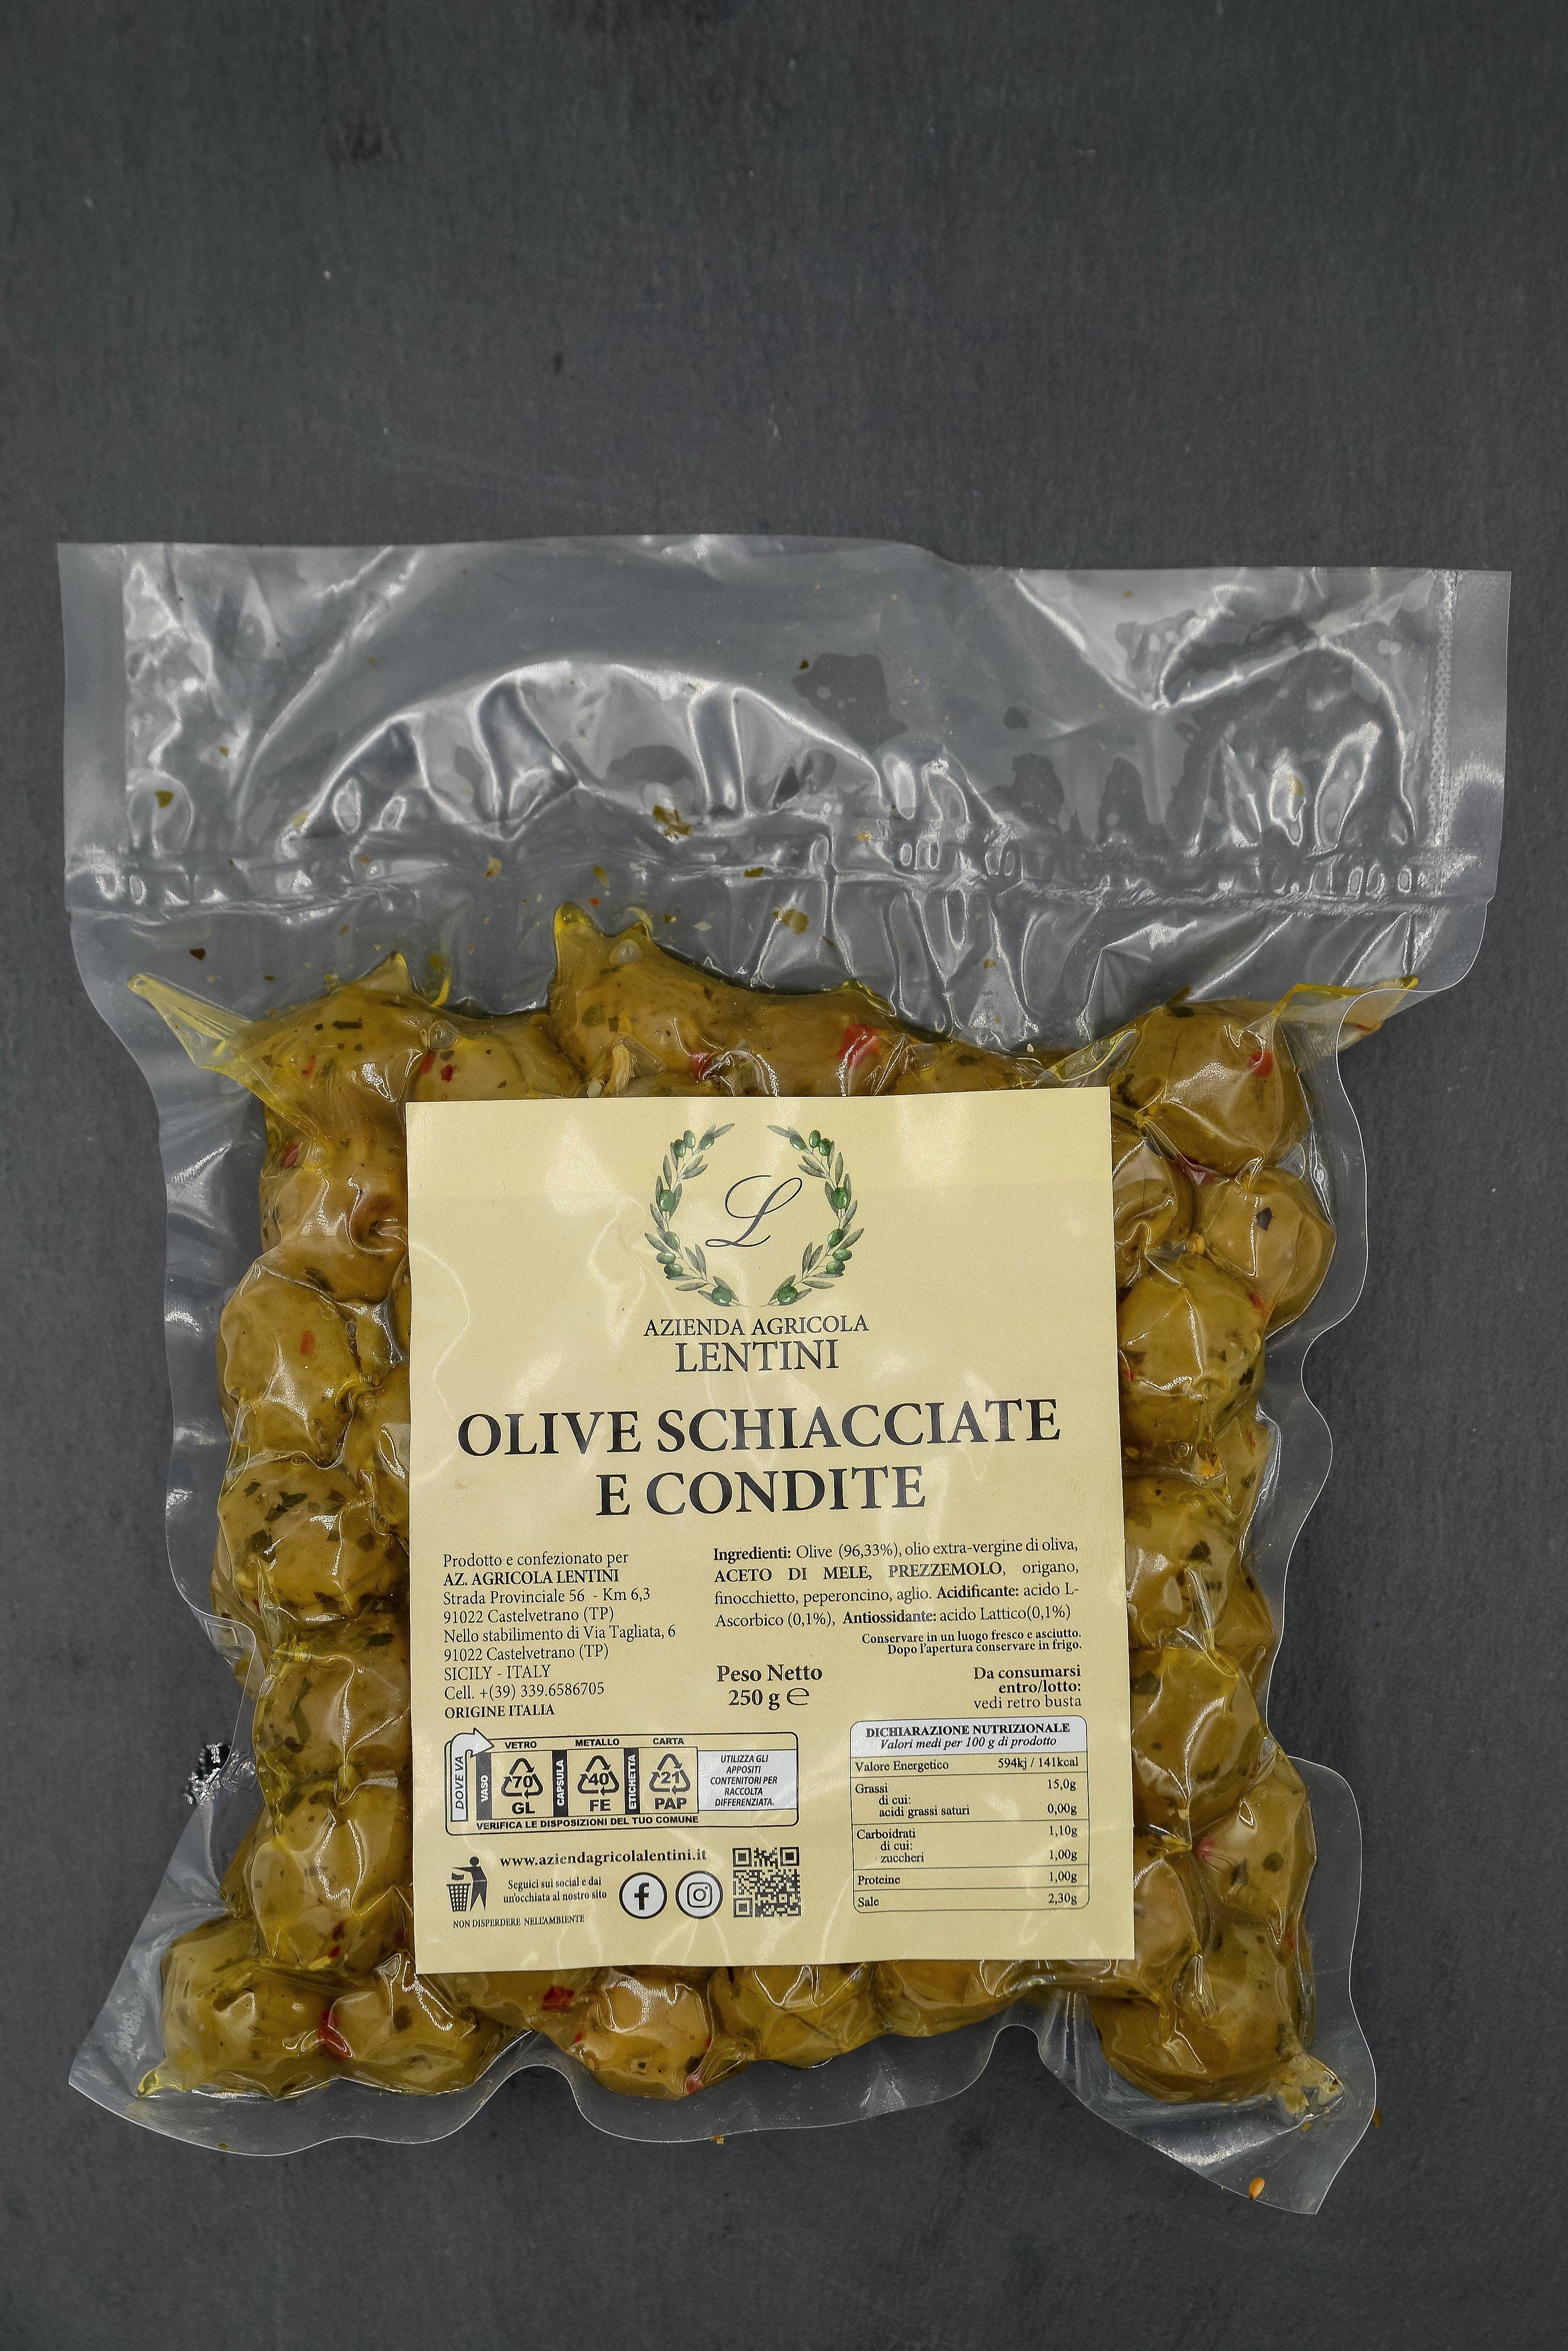 L
AZIENDA AGRICOLA
LENTINI
OLIVE SCHIACCIATE
E CONDITE
Prodotto e confezionato per
AZ. AGRICOLA LENTINI
Strada Provinciale 56 - Km 6,3
91022 Castelvetrano (TP)
Nello stabilimento di Via Tagliata, 6
91022 Castelvetrano (TP)
SICILY - ITALY
Cell. +(39) 339.6586705
ORIGINE ITALIA
Ingredienti: Olive (96,33%), olio extra-vergine di oliva,
ACETO DI MELE, PREZZEMOLO, origano,
finocchietto, peperoncino, aglio. Acidificante: acido L-
Ascorbico (0,1%), Antiossidante: acido Lattico(0,1%)
Conservare in un luogo fresco e asciutto.
Dopo l'apertura conservare in frigo.
Peso Netto
250 g ℮
Da consumarsi
entro/lotto:
vedi retro busta
DOVE VA
VETRO
METALLO
CARTA
VASO
70
GL
CAPSULA
40
FE
ETICHETTA
21
PAP
UTILIZZA GLI
APPOSITI
CONTENITORI PER
RACCOLTA
DIFFERENZIATA.
VERIFICA LE DISPOSIZIONI DEL TUO COMUNE
www.aziendagricolalentini.it
Seguici sui social e dai
un'occhiata al nostro sito
NON DISPERDERE NELL'AMBIENTE
DICHIARAZIONE NUTRIZIONALE
Valori medi per 100 g di prodotto
Valore Energetico 594kj / 141kcal
Grassi 15,0g
di cui:
acidi grassi saturi 0,00g
Carboidrati 1,10g
di cui:
zuccheri 1,00g
Proteine 1,00g
Sale 2,30g